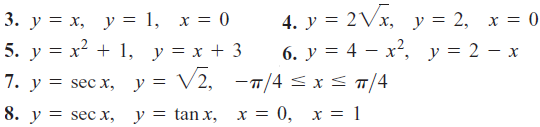 3. y = x, y = 1, x = 0 4. y = 2√x, y = 2, x = 0
5. y = x² + 1, y = x + 3 6. y = 4 − x², y = 2 − x
7. y = sec x, y = √2, −π/4 ≤ x ≤ π/4
8. y = sec x, y = tan x, x = 0, x = 1